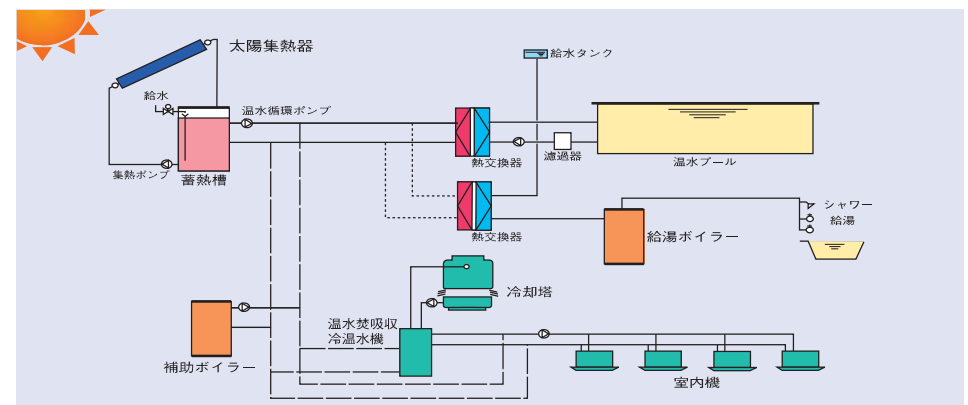 太陽集熱器
給水タンク
給水
温水循環ポンプ
濾過器
熱交換器
温水プール
集熱ポンプ
蓄熱槽
シャワー
給湯
熱交換器
給湯ボイラー
冷却塔
温水焚吸収
冷温水機
補助ボイラー
室内機